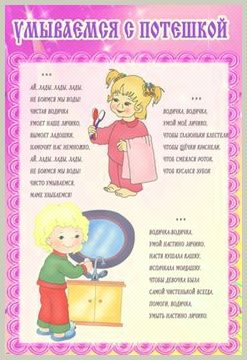 УМЫВАЕМСЯ С ПОТЕШКОЙ
***
АЙ, ЛАДЫ, ЛАДЫ, ЛАДЫ,
НЕ БОИМСЯ МЫ ВОДЫ!
ЧИСТАЯ ВОДИЧКА
УМОЕТ НАШЕ ЛИЧИКО,
ВЫМОЕТ ЛАДОШКИ,
НАМОЧИТ НАС НЕМНОЖКО.
АЙ, ЛАДЫ, ЛАДЫ, ЛАДЫ,
НЕ БОИМСЯ МЫ ВОДЫ!
ЧИСТО УМЫВАЕМСЯ,
МАМЕ УЛЫБАЕМСЯ!
***
ВОДИЧКА, ВОДИЧКА,
УМОЙ МОЁ ЛИЧИКО,
ЧТОБЫ ГЛАЗОНЬКИ БЛЕСТЕЛИ
ЧТОБЫ ЩЁЧКИ КРАСНЕЛИ,
ЧТОБ СМЕЯЛСЯ РОТОК,
ЧТОБ КУСАЛСЯ ЗУБОК
***
ВОДИЧКА-ВОДИЧКА,
УМОЙ НАСТИНО ЛИЧИКО,
НАСТЯ КУШАЛА КАШКУ,
ИСПАЧКАЛА МОРДАШКУ.
ЧТОБЫ ДЕВОЧКА БЫЛА
САМОЙ ЧИСТЕНЬКОЙ ВСЕГДА,
ПОМОГИ, ВОДИЧКА,
УМЫТЬ НАСТИНО ЛИЧИКО.